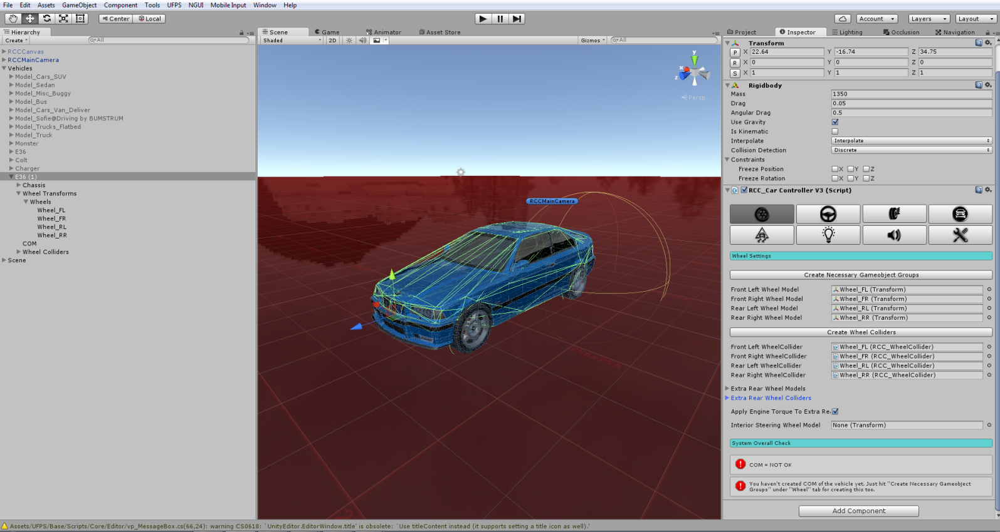 File Edit Assets GameObject Component Tools UFPS NGUI Mobile Input Window Help
Center Local Account Layers Layout
Hierarchy
Create All
RCCCanvas
RCCMainCamera
Vehicles
Model_Cars_SUV
Model_Sedan
Model_Misc_Buggy
Model_Bus
Model_Cars_Van_Deliver
Model_Sofie@Driving by BUMSTRUM
Model_Trucks_Flatbed
Model_Truck
Monster
E36
Colt
Charger
E36 (1)
Chassis
Wheel Transforms
Wheels
Wheel_FL
Wheel_FR
Wheel_RL
Wheel_RR
COM
Wheel Colliders
Scene
Scene Game Animator Asset Store
Shaded 2D Gizmos All
y
x
z
Persp
RCCMainCamera
256x256
Project Inspector Lighting Occlusion Navigation
Transform
P X 22.64 Y -16.74 Z 34.75
R X 0 Y 0 Z 0
S X 1 Y 1 Z 1
Rigidbody
Mass 1350
Drag 0.05
Angular Drag 0.5
Use Gravity
Is Kinematic
Interpolate Interpolate
Collision Detection Discrete
Constraints
Freeze Position X Y Z
Freeze Rotation X Y Z
RCC_Car Controller V3 (Script)
Wheel Settings
Create Necessary Gameobject Groups
Front Left Wheel Model Wheel_FL (Transform)
Front Right Wheel Model Wheel_FR (Transform)
Rear Left Wheel Model Wheel_RL (Transform)
Rear Right Wheel Model Wheel_RR (Transform)
Create Wheel Colliders
Front Left WheelCollider Wheel_FL (RCC_WheelCollider)
Front Right WheelCollider Wheel_FR (RCC_WheelCollider)
Rear Left WheelCollider Wheel_RL (RCC_WheelCollider)
Rear Right WheelCollider Wheel_RR (RCC_WheelCollider)
Extra Rear Wheel Models
Extra Rear Wheel Colliders
Apply Engine Torque To Extra Re
Interior Steering Wheel Model None (Transform)
System Overall Check
COM = NOT OK
You haven't created COM of the vehicle yet. Just hit "Create Necessary Gameobject
Groups" under "Wheel" tab for creating this too.
Add Component
Assets/UFPS/Base/Scripts/Core/Editor/vp_MessageBox.cs(66,24): warning CS0618: `UnityEditor.EditorWindow.title' is obsolete: `Use titleContent instead (it supports setting a title icon as well).'